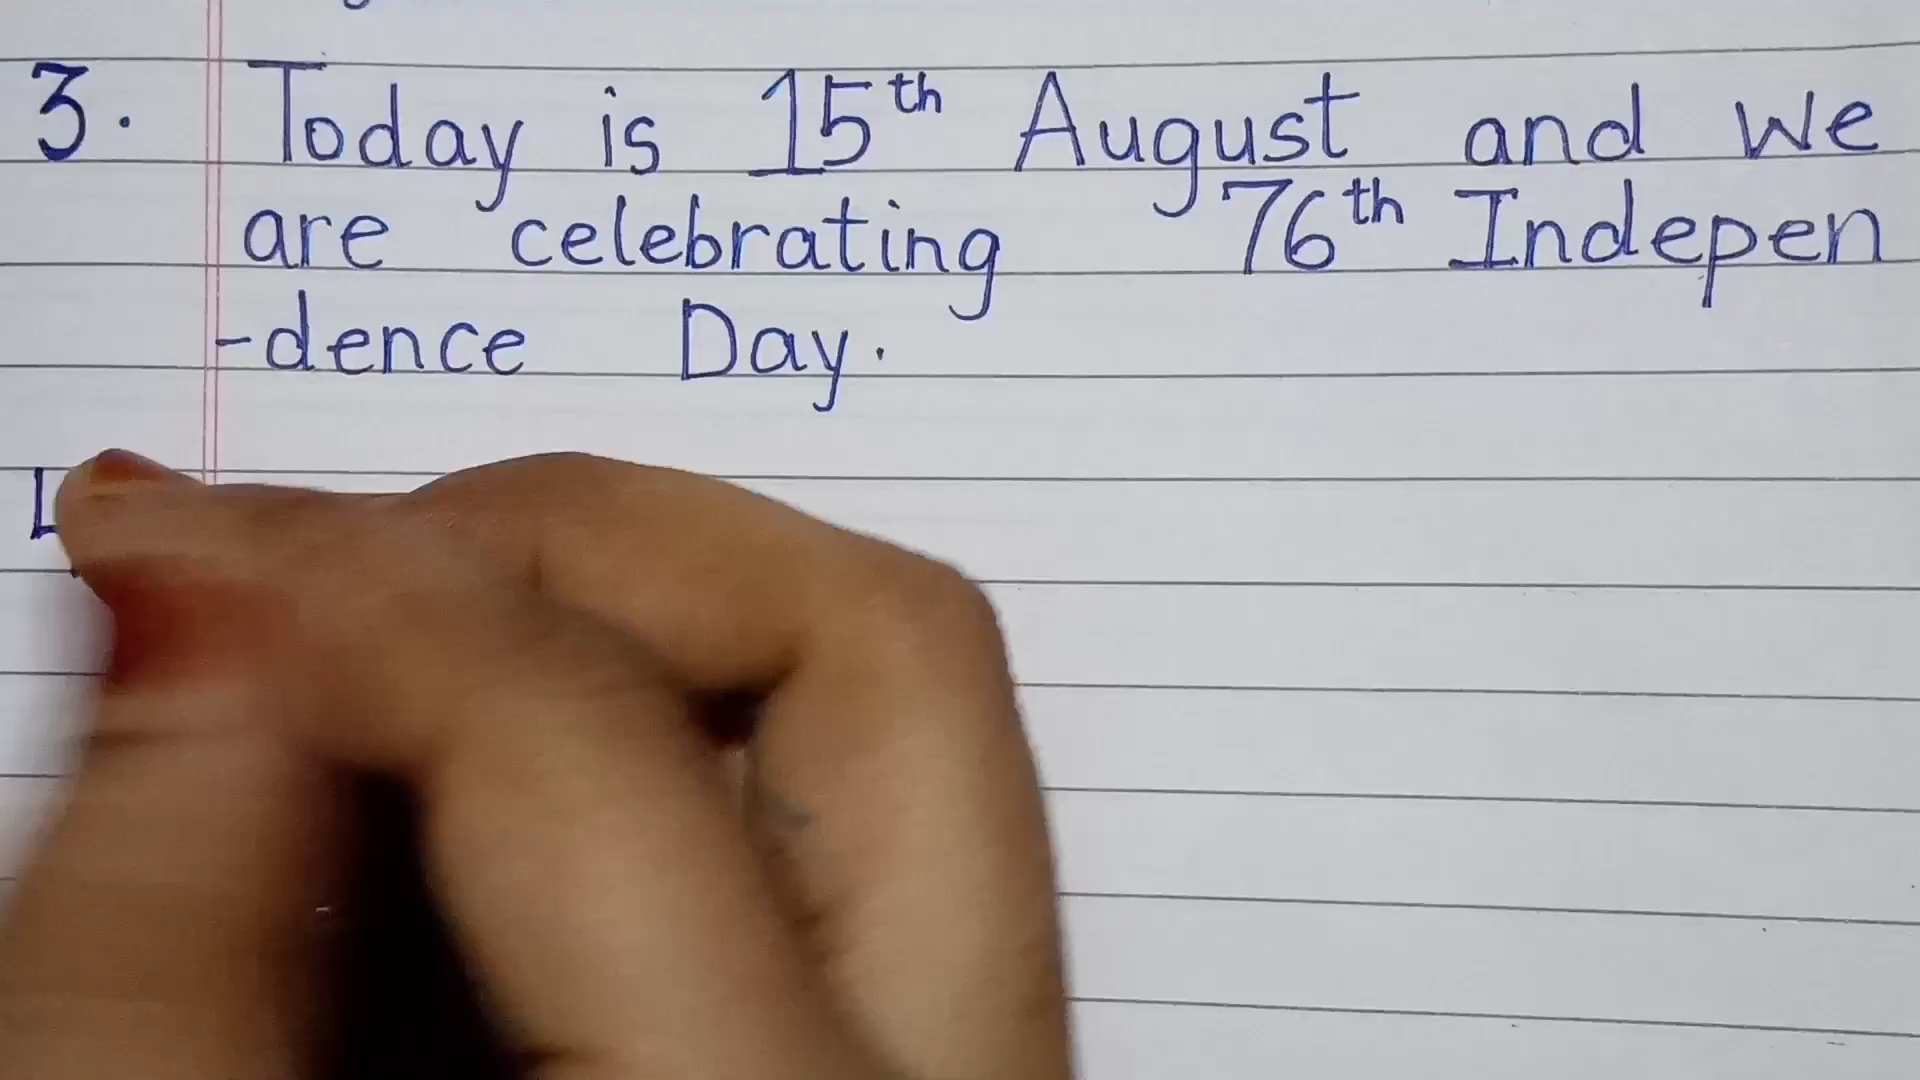 3. Today is 15th August and we
are celebrating 76th Indepen
-dence Day.